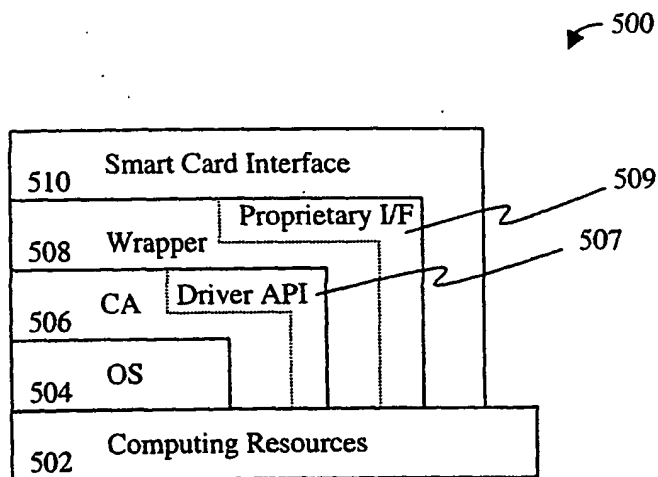 500
510 Smart Card Interface
509
Proprietary I/F
508 Wrapper
507
Driver API
506 CA
504 OS
502 Computing Resources